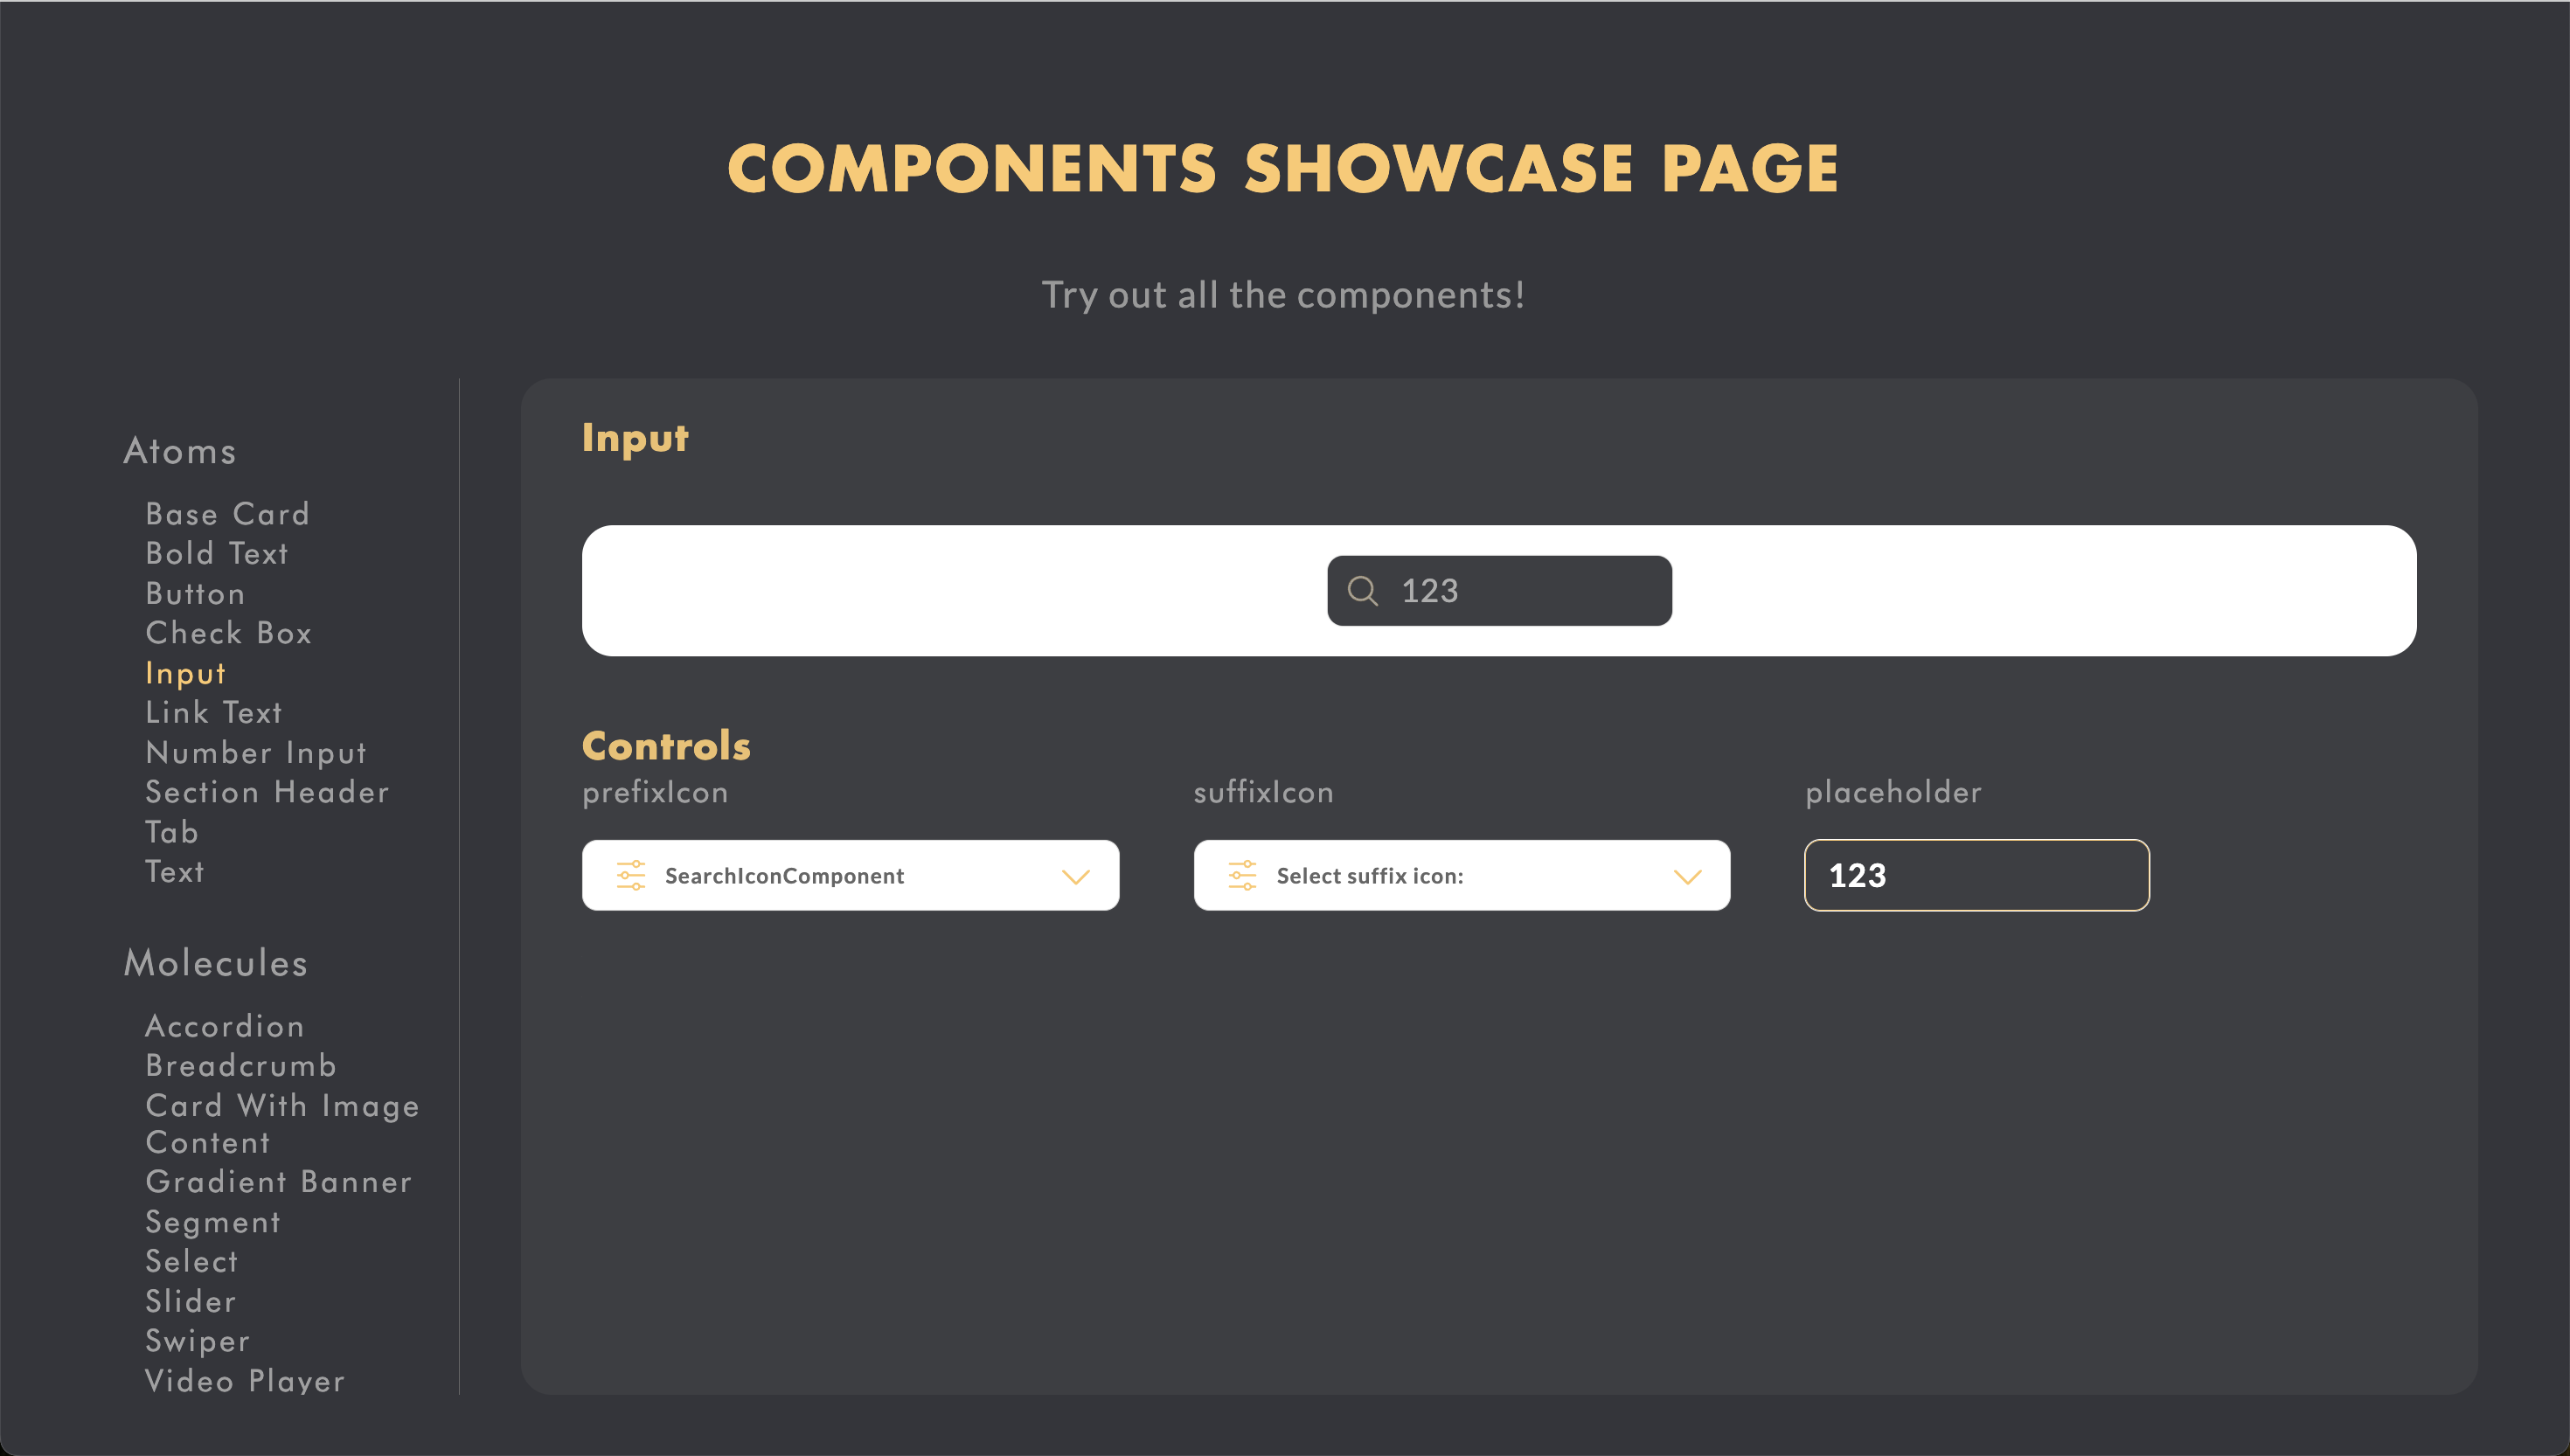 COMPONENTS SHOWCASE PAGE
Try out all the components!
Atoms
Base Card
Bold Text
Button
Check Box
Input
Link Text
Number Input
Section Header
Tab
Text
Molecules
Accordion
Breadcrumb
Card With Image
Content
Gradient Banner
Segment
Select
Slider
Swiper
Video Player
Input
123
Controls
prefixIcon
SearchIconComponent
suffixIcon
Select suffix icon:
placeholder
123